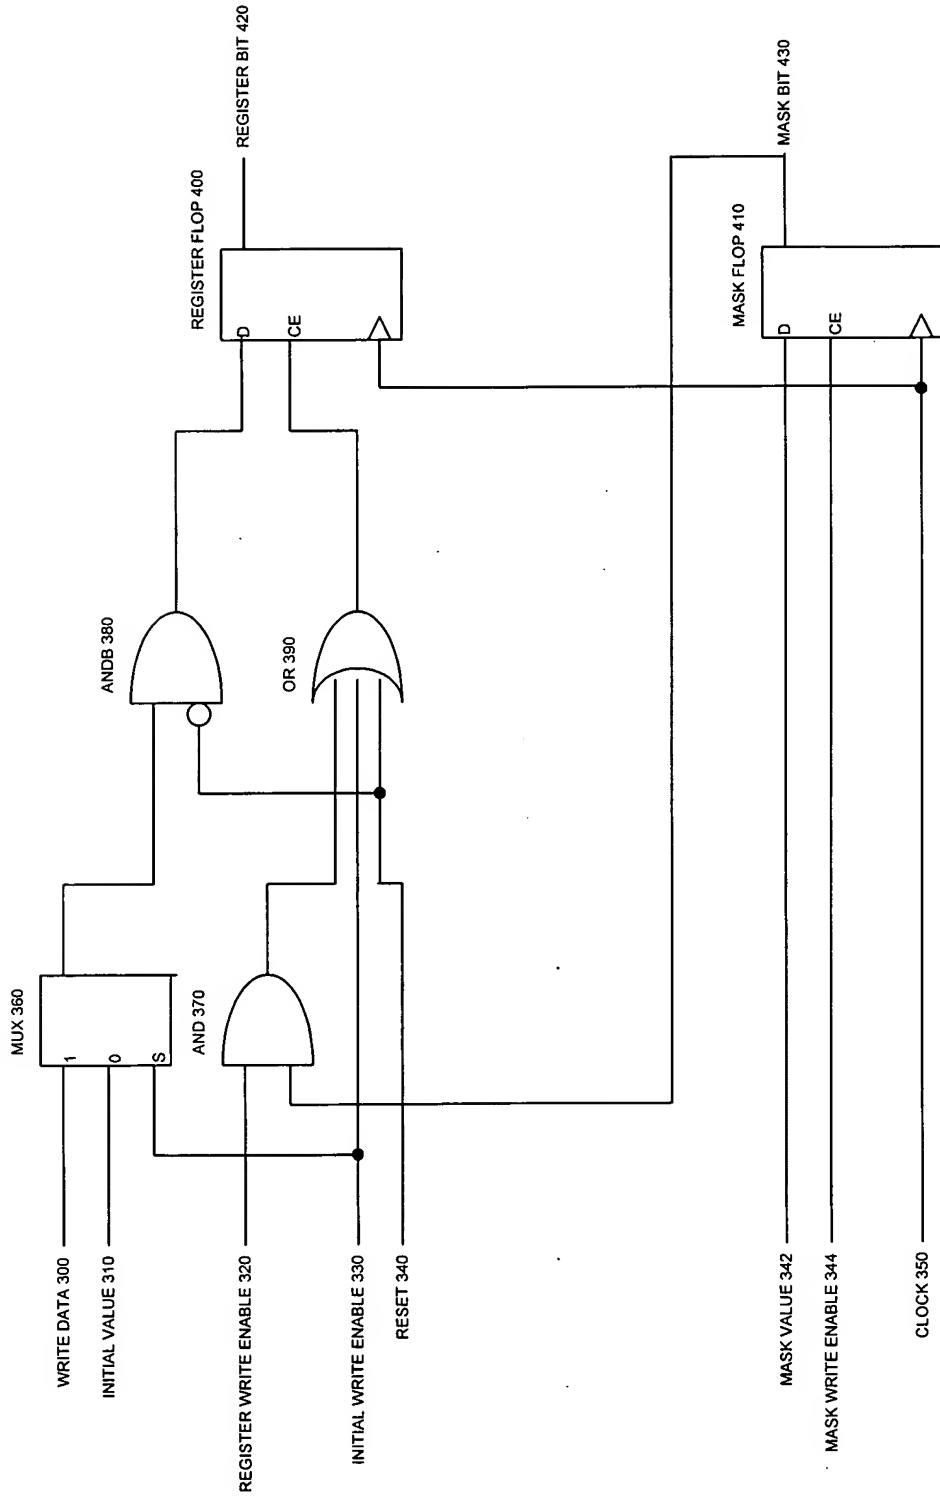 WRITE DATA 300
INITIAL VALUE 310
REGISTER WRITE ENABLE 320
INITIAL WRITE ENABLE 330
RESET 340
MASK VALUE 342
MASK WRITE ENABLE 344
CLOCK 350
MUX 360
1
0
S
AND 370
ANDB 380
OR 390
REGISTER FLOP 400
D
CE
REGISTER BIT 420
MASK FLOP 410
D
CE
MASK BIT 430